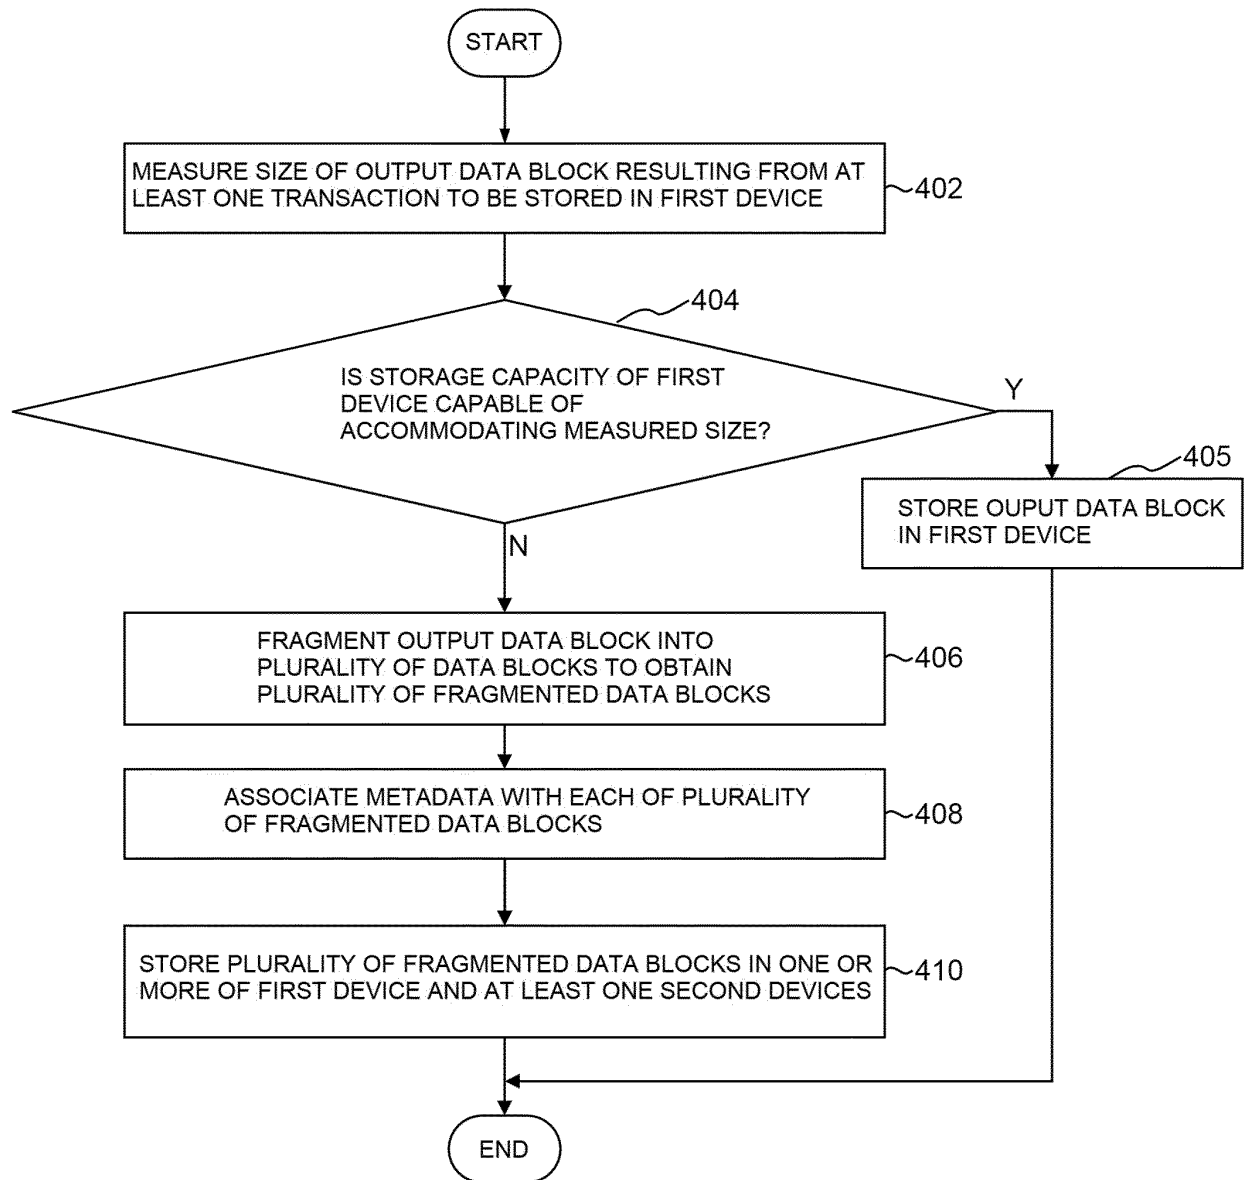 START
MEASURE SIZE OF OUTPUT DATA BLOCK RESULTING FROM AT
LEAST ONE TRANSACTION TO BE STORED IN FIRST DEVICE
402
404
IS STORAGE CAPACITY OF FIRST
DEVICE CAPABLE OF
ACCOMMODATING MEASURED SIZE?
Y
405
STORE OUPUT DATA BLOCK
IN FIRST DEVICE
N
FRAGMENT OUTPUT DATA BLOCK INTO
PLURALITY OF DATA BLOCKS TO OBTAIN
PLURALITY OF FRAGMENTED DATA BLOCKS
406
ASSOCIATE METADATA WITH EACH OF PLURALITY
OF FRAGMENTED DATA BLOCKS
408
STORE PLURALITY OF FRAGMENTED DATA BLOCKS IN ONE OR
MORE OF FIRST DEVICE AND AT LEAST ONE SECOND DEVICES
410
END